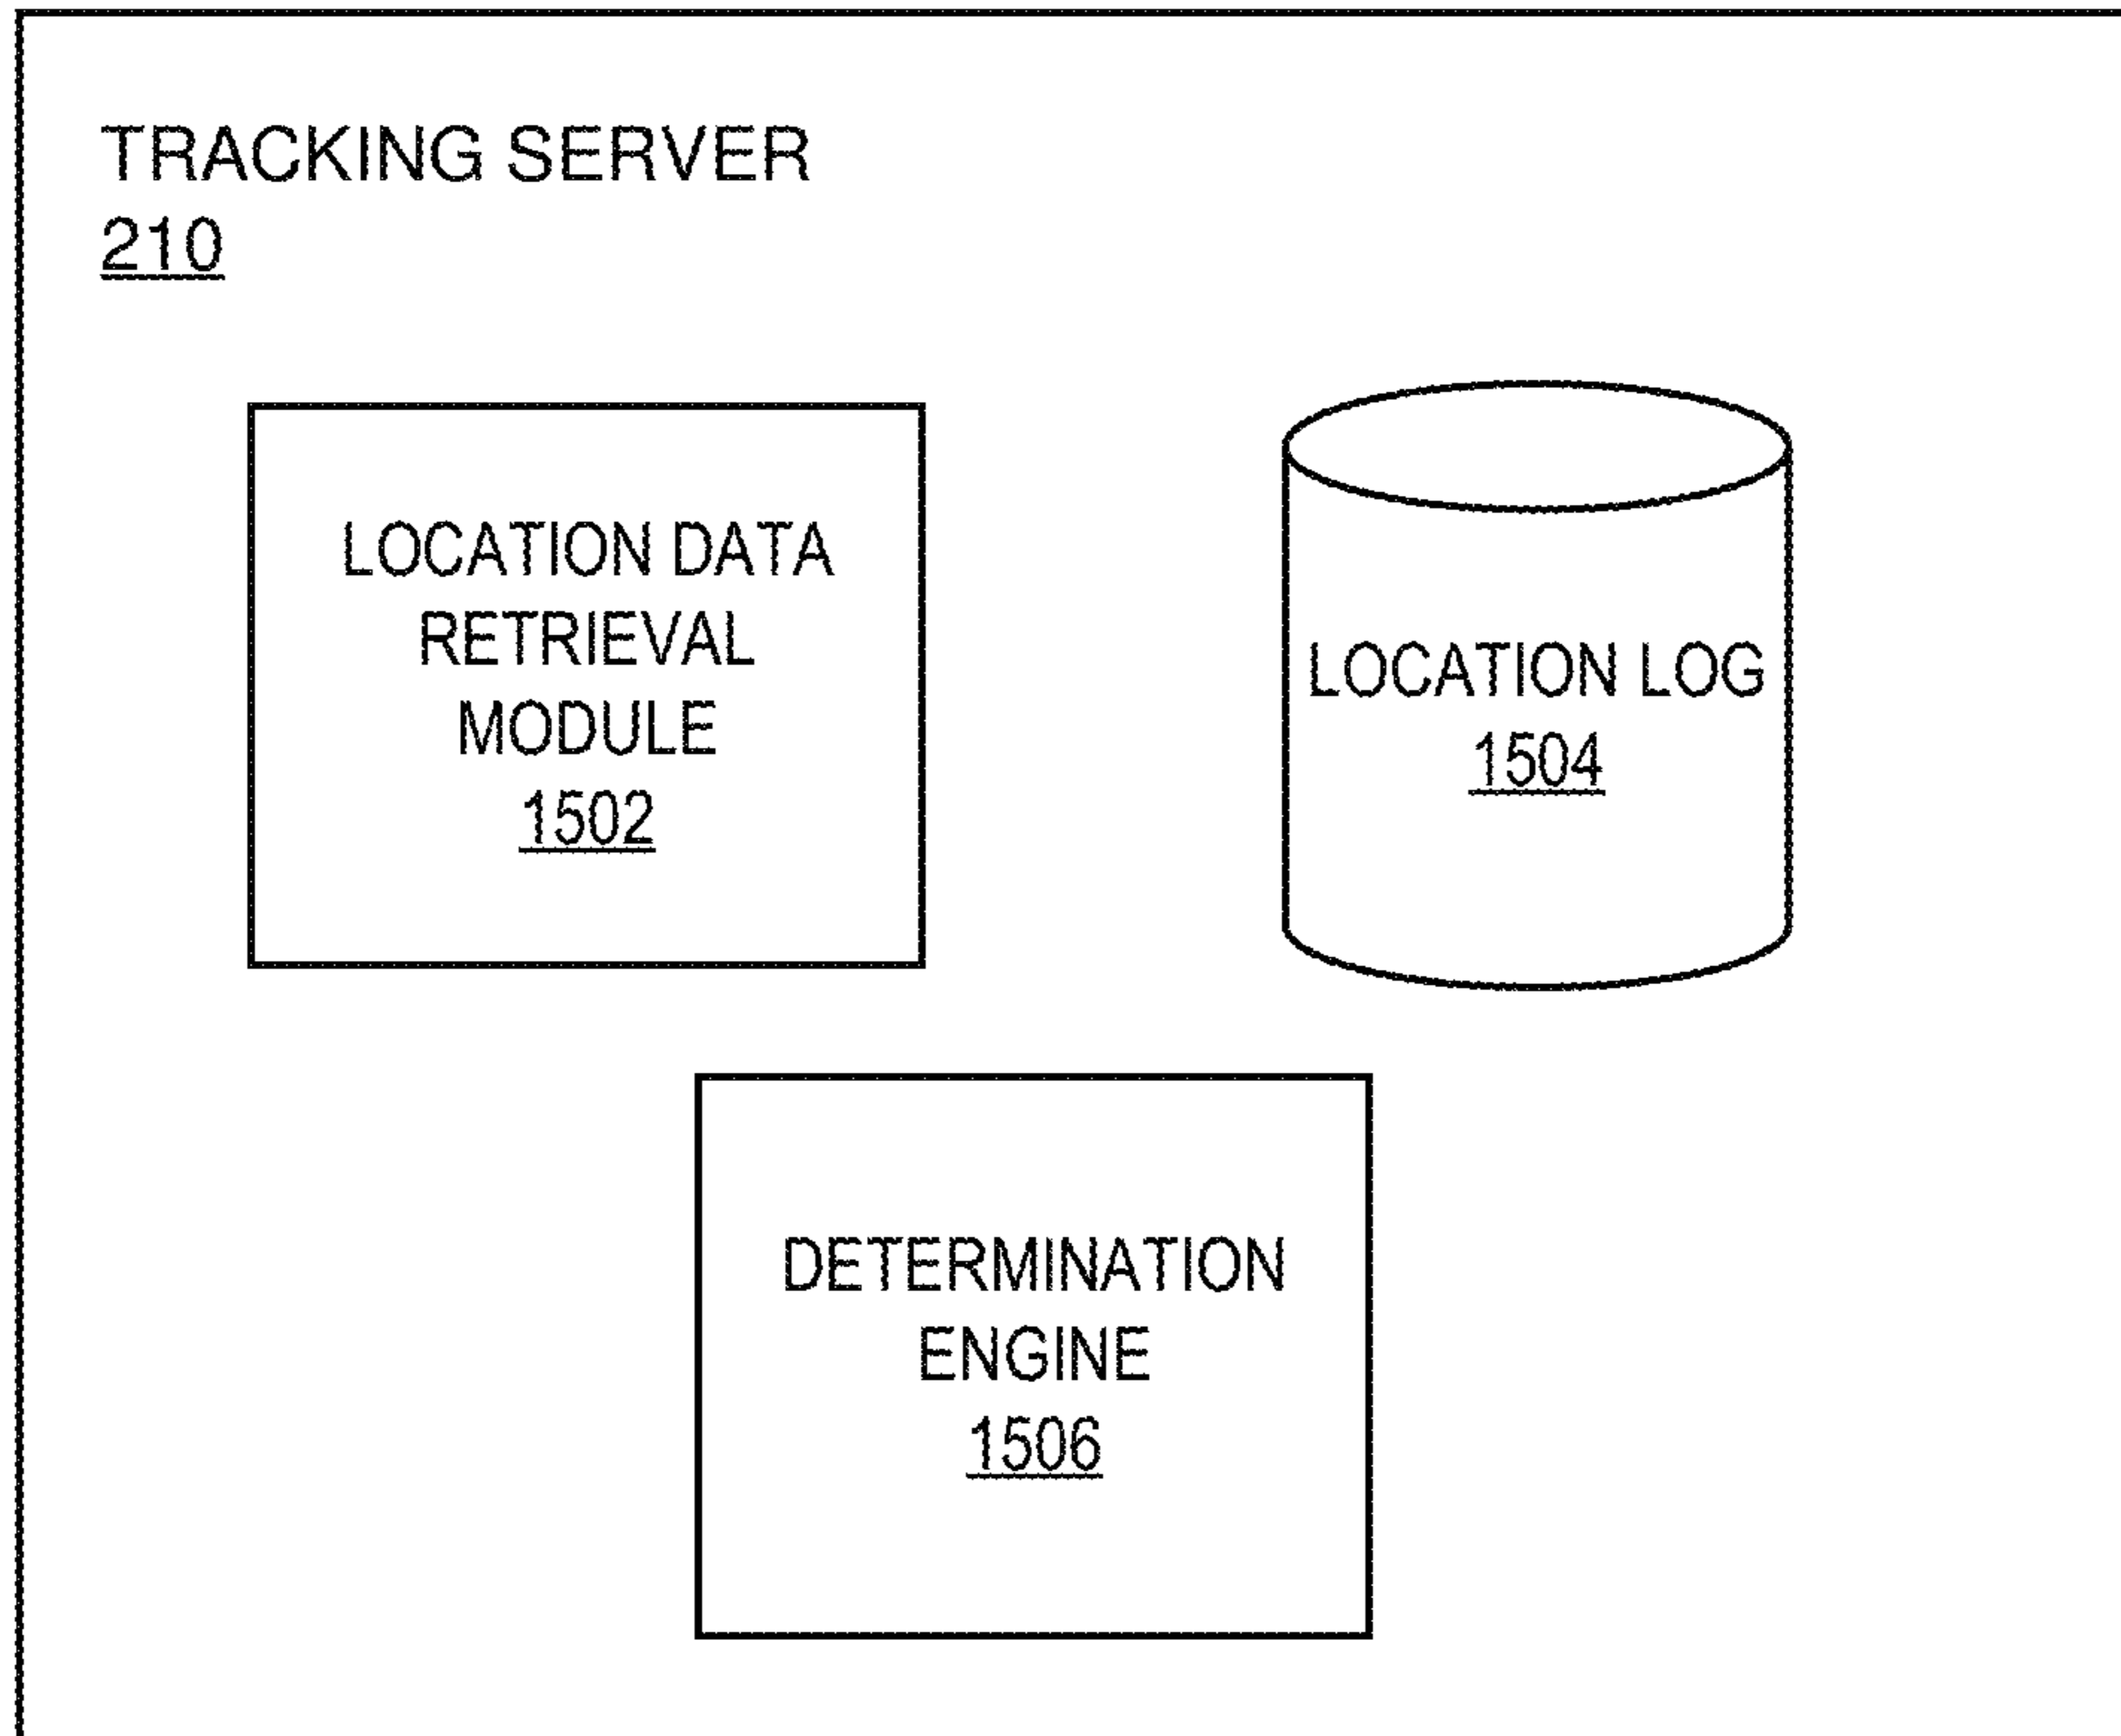 TRACKING SERVER
210
LOCATION DATA
RETRIEVAL
MODULE
1502
LOCATION LOG
1504
DETERMINATION
ENGINE
1506